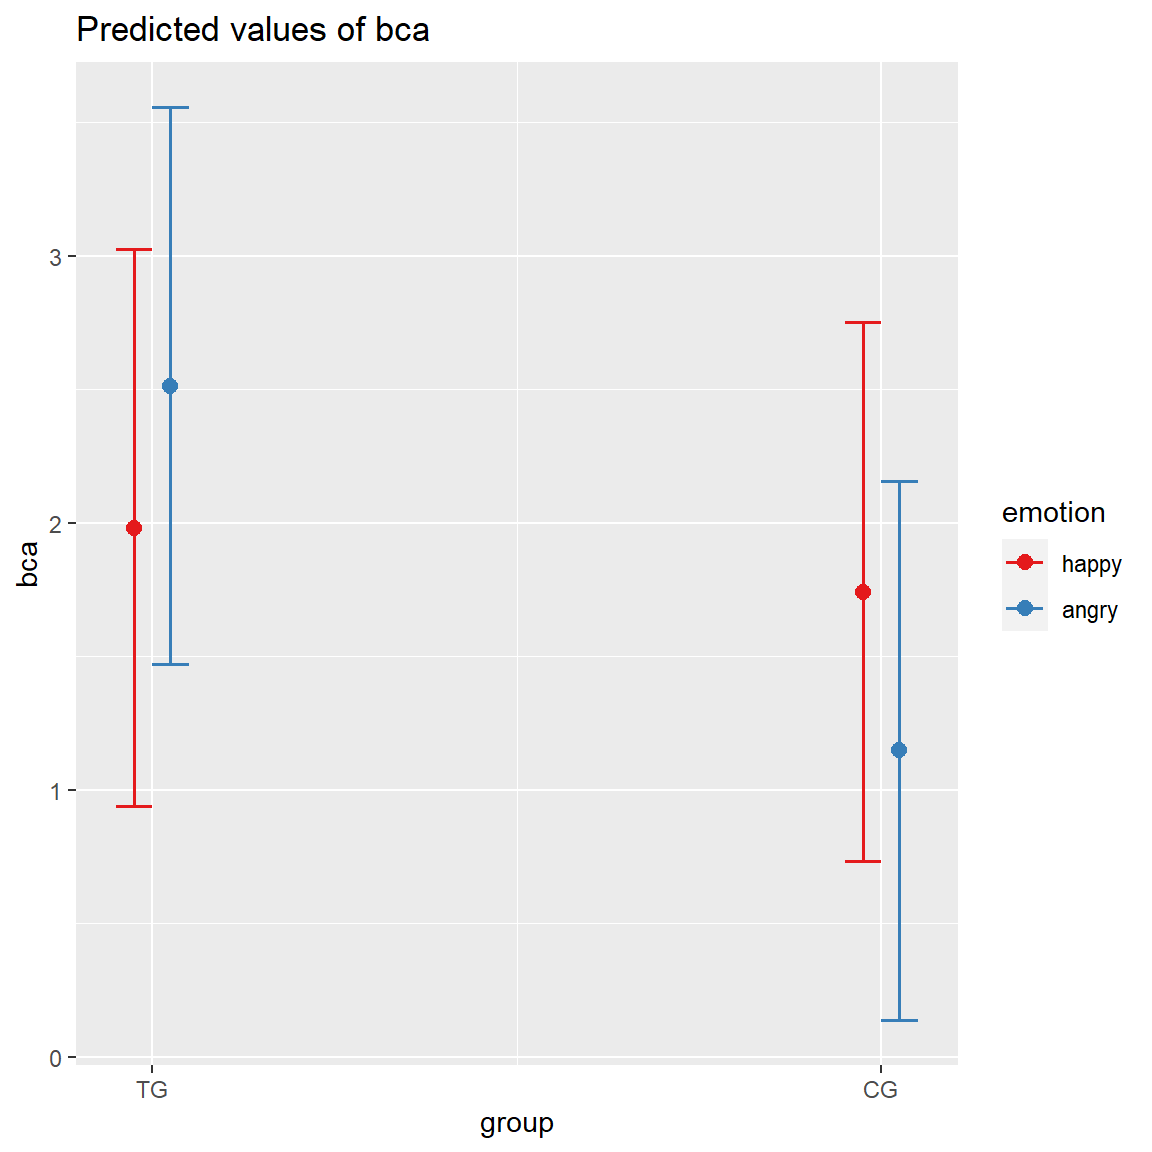 Predicted values of bca
3
2
1
0
bca
TG
CG
group
emotion
happy
angry